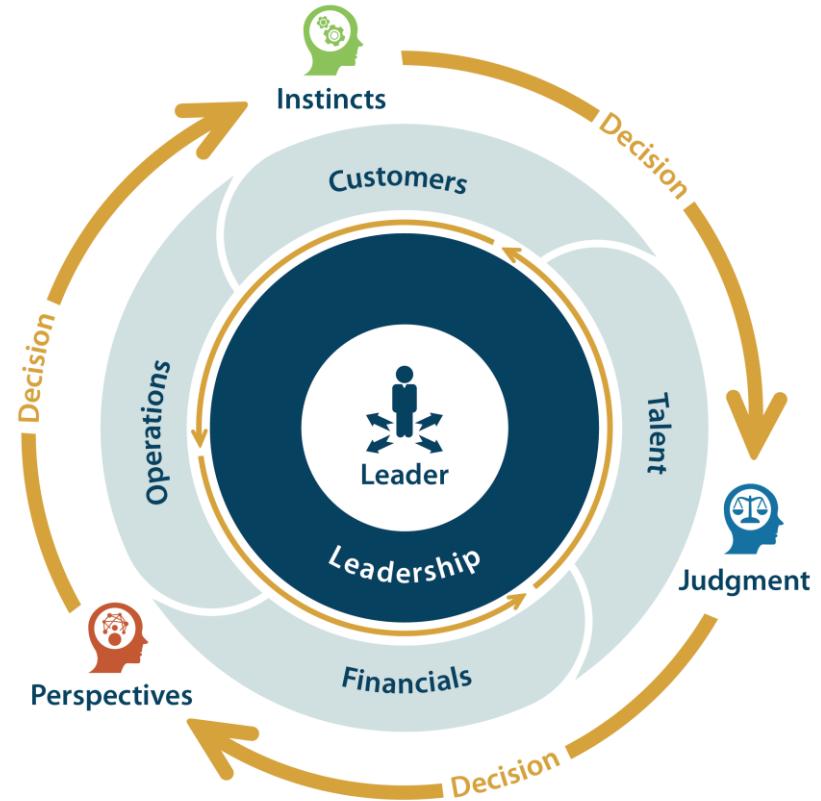 Instincts
Decision
Customers
Decision
Operations
Talent
Leader
Leadership
Judgment
Perspectives
Financials
Decision